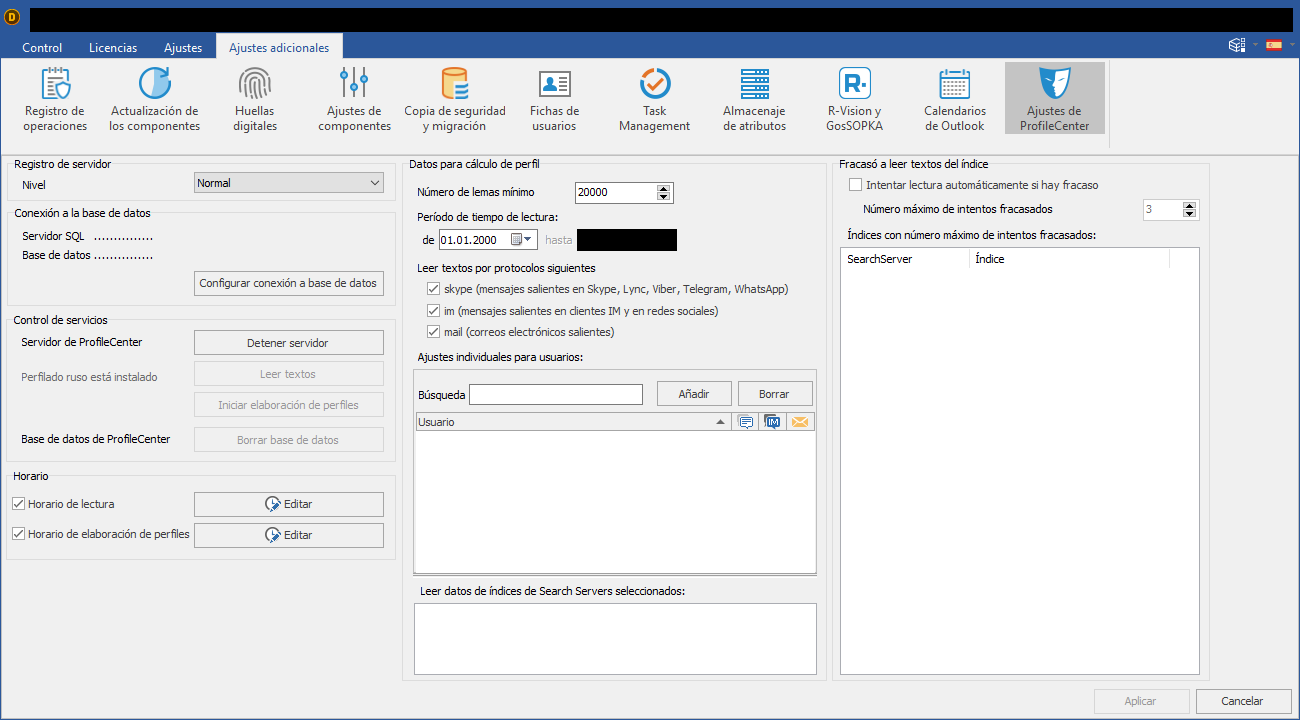 D
Control Licencias Ajustes Ajustes adicionales
Registro de operaciones
Actualización de los componentes
Huellas digitales
Ajustes de componentes
Copia de seguridad y migración
Fichas de usuarios
Task Management
Almacenaje de atributos
R-Vision y GosSOPKA
Calendarios de Outlook
Ajustes de ProfileCenter
Registro de servidor
Nivel Normal
Conexión a la base de datos
Servidor SQL ...............
Base de datos ...............
Configurar conexión a base de datos
Control de servicios
Servidor de ProfileCenter Detener servidor
Perfilado ruso está instalado Leer textos
Iniciar elaboración de perfiles
Base de datos de ProfileCenter Borrar base de datos
Horario
Horario de lectura Editar
Horario de elaboración de perfiles Editar
Datos para cálculo de perfil
Número de lemas mínimo 20000
Período de tiempo de lectura:
de 01.01.2000 hasta
Leer textos por protocolos siguientes
skype (mensajes salientes en Skype, Lync, Viber, Telegram, WhatsApp)
im (mensajes salientes en clientes IM y en redes sociales)
mail (correos electrónicos salientes)
Ajustes individuales para usuarios:
Búsqueda Añadir Borrar
Usuario IM
Leer datos de índices de Search Servers seleccionados:
Fracasó a leer textos del índice
Intentar lectura automáticamente si hay fracaso
Número máximo de intentos fracasados 3
Índices con número máximo de intentos fracasados:
SearchServer Índice
Aplicar Cancelar